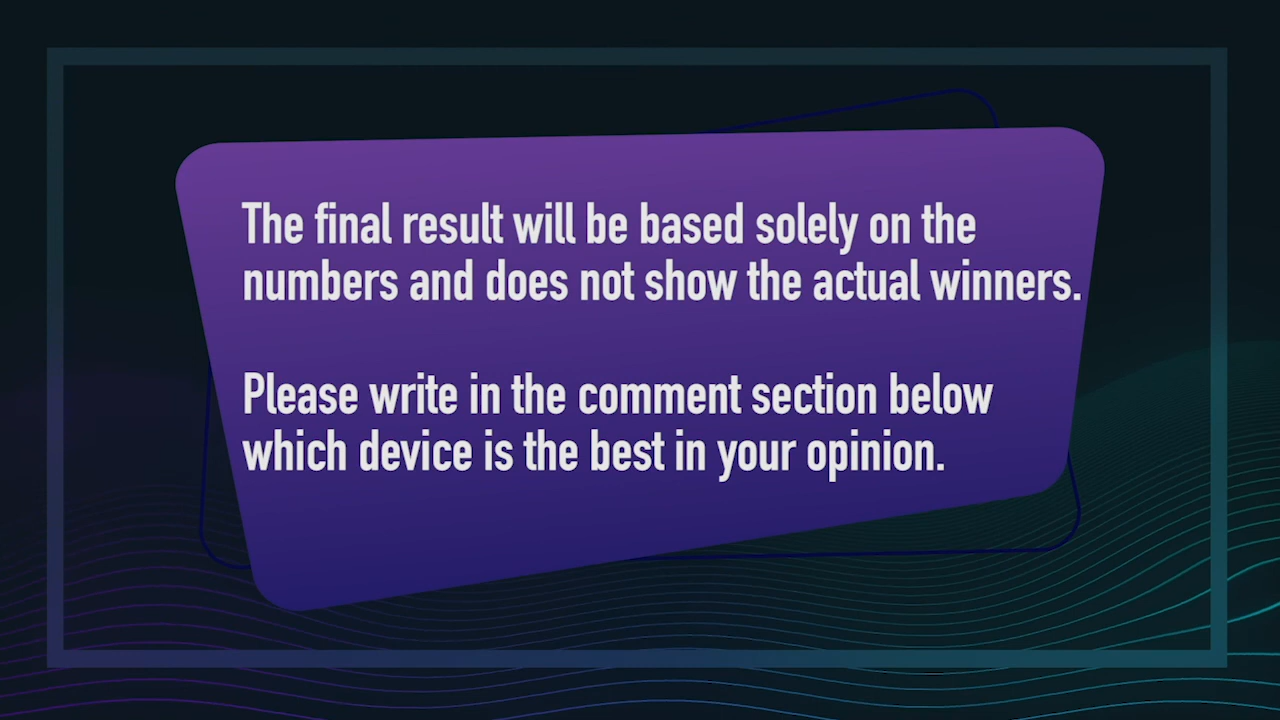 The final result will be based solely on the
numbers and does not show the actual winners.
Please write in the comment section below
which device is the best in your opinion.